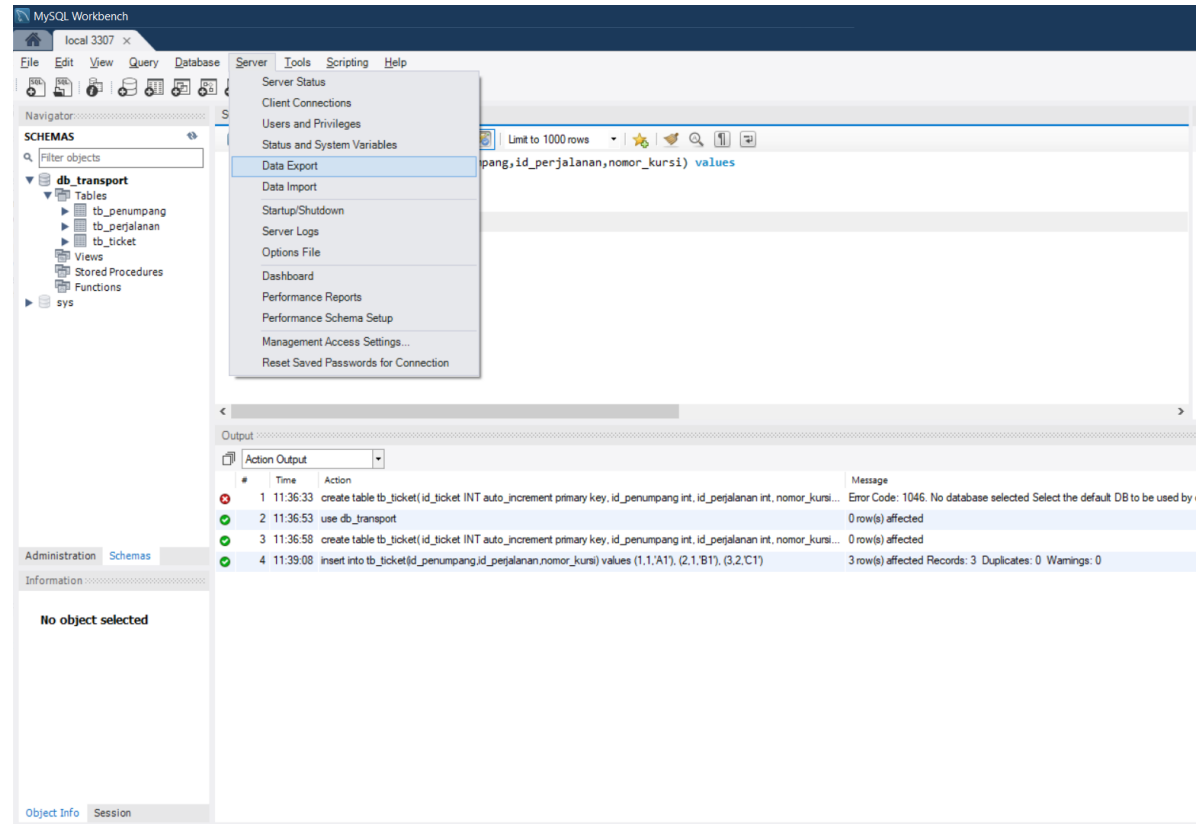 MySQL Workbench
local 3307 ×
File Edit View Query Database Server Tools Scripting Help
Navigator
SCHEMAS
Filter objects
db_transport
Tables
tb_penumpang
tb_perjalanan
tb_ticket
Views
Stored Procedures
Functions
sys
Server Status
Client Connections
Users and Privileges
Status and System Variables
Data Export
Data Import
Startup/Shutdown
Server Logs
Options File
Dashboard
Performance Reports
Performance Schema Setup
Management Access Settings...
Reset Saved Passwords for Connection
Limit to 1000 rows
pang,id_perjalanan,nomor_kursi) values
Output
Action Output
# Time Action Message
1 11:36:33 create table tb_ticket( id_ticket INT auto_increment primary key, id_penumpang int, id_perjalanan int, nomor_kursi... Error Code: 1046. No database selected Select the default DB to be used by
2 11:36:53 use db_transport 0 row(s) affected
3 11:36:58 create table tb_ticket( id_ticket INT auto_increment primary key, id_penumpang int, id_perjalanan int, nomor_kursi... 0 row(s) affected
4 11:39:08 insert into tb_ticket(id_penumpang,id_perjalanan,nomor_kursi) values (1,1,'A1'), (2,1,'B1'), (3,2,'C1') 3 row(s) affected Records: 3 Duplicates: 0 Warnings: 0
Administration Schemas
Information
No object selected
Object Info Session